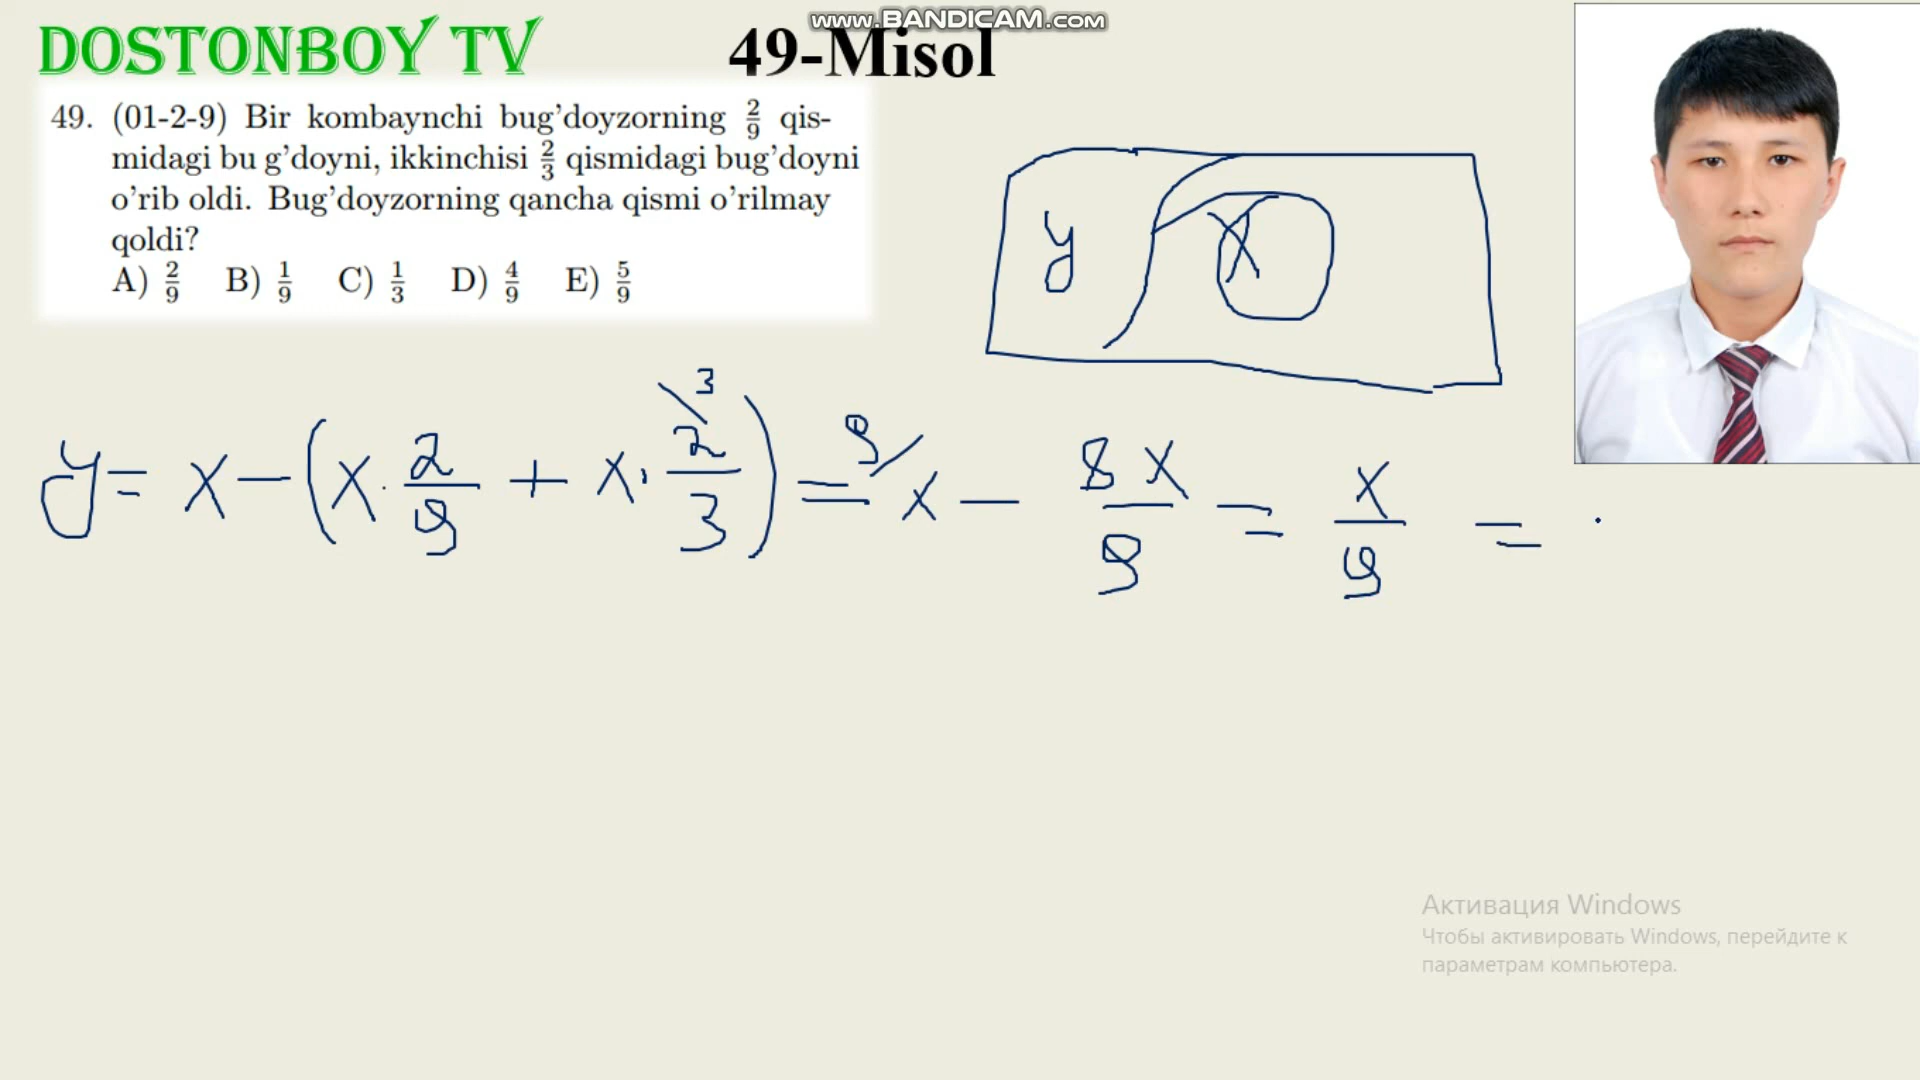 www.BANDICAM.com
DOSTONBOY TV
49-Misol
49. (01-2-9) Bir kombaynchi bug'doyzorning 2/9 qis-
midagi bu g'doyni, ikkinchisi 2/3 qismidagi bug'doyni
o'rib oldi. Bug'doyzorning qancha qismi o'rilmay
qoldi?
A) 2/9 B) 1/9 C) 1/3 D) 4/9 E) 5/9
y x
3
y = x - (x · 2/9 + x · 2/3) = 9/ x - 8x/9 = x/9 = .
Активация Windows
Чтобы активировать Windows, перейдите к
параметрам компьютера.